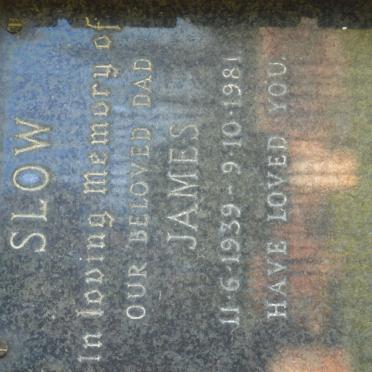 SLOW
In loving Memory of
OUR BELOVED DAD
JAMES
11·6·1939 - 9·10·1981
HAVE LOVED YOU.